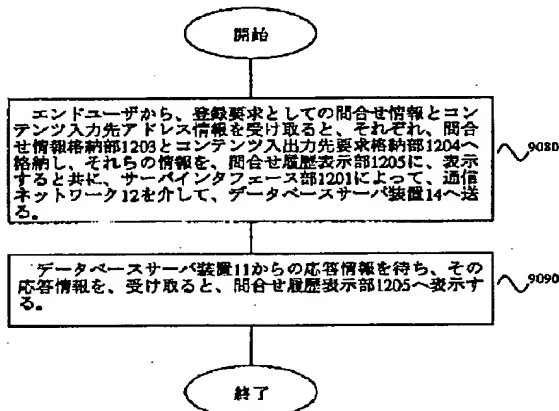 開始
エンドユーザから、登録要求としての問合せ情報とコン
テンツ入力先アドレス情報を受け取ると、それぞれ、問合
せ情報格納部1203とコンテンツ入出力先要求格納部1204へ
格納し、それらの情報を、問合せ履歴表示部1205に、表示
すると共に、サーバインタフェース部1201によって、通信
ネットワーク12を介して、データベースサーバ装置14へ送
る。
9080
データベースサーバ装置11からの応答情報を待ち、その
応答情報を、受け取ると、問合せ履歴表示部1205へ表示す
る。
9090
終了